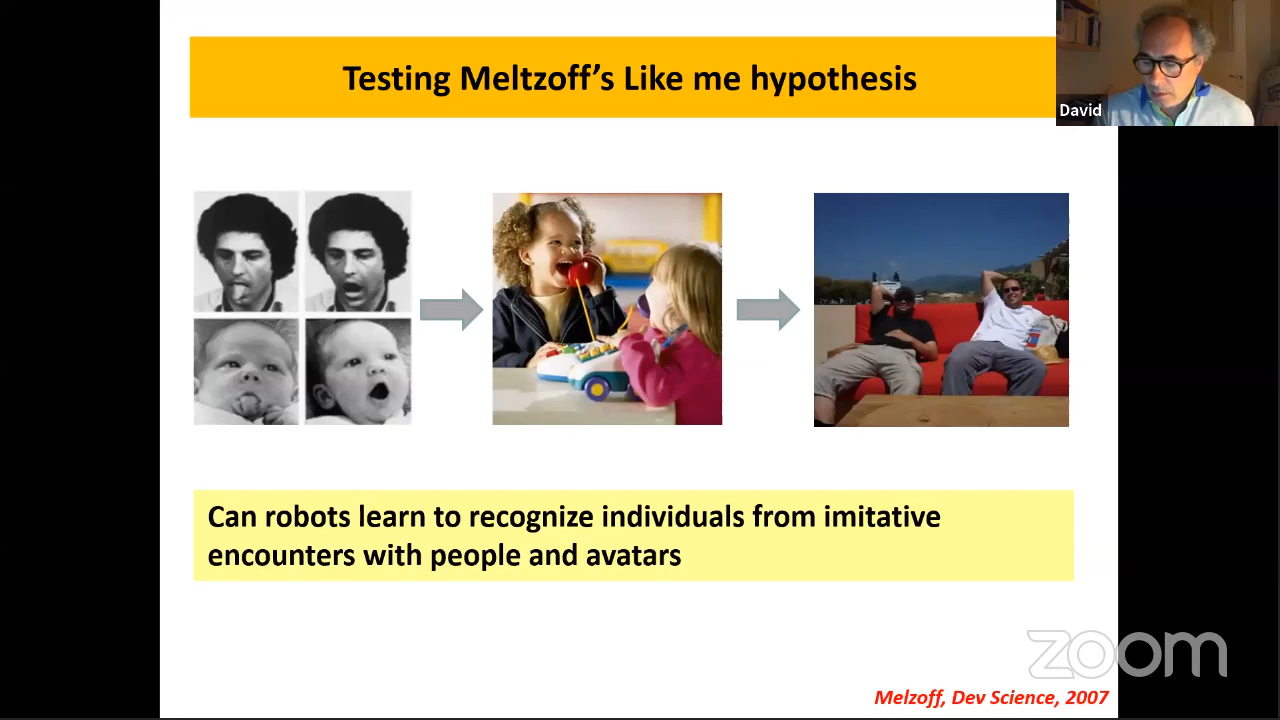 Testing Meltzoff's Like me hypothesis
David
Can robots learn to recognize individuals from imitative
encounters with people and avatars
zoom
Melzoff, Dev Science, 2007